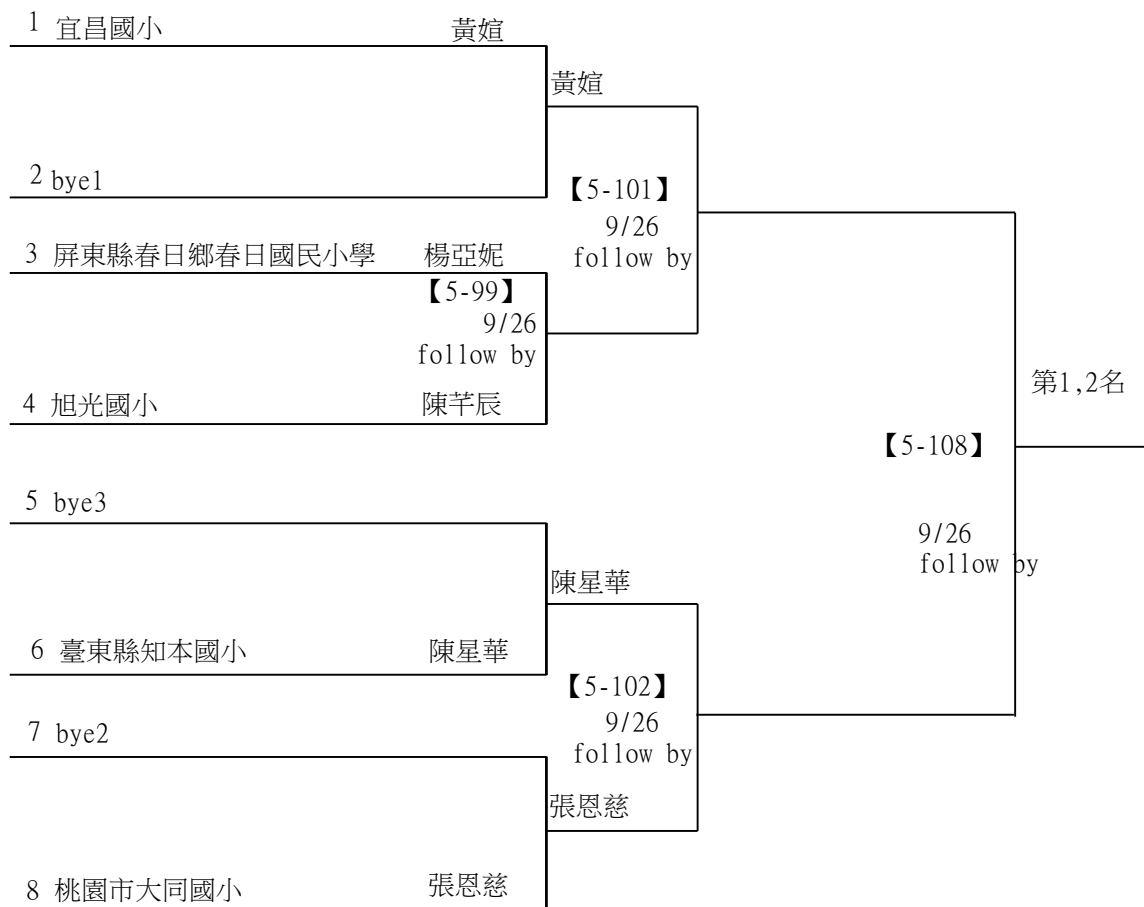 1 宜昌國小 黃媗
黃媗
2 bye1
【5-101】
9/26
follow by
3 屏東縣春日鄉春日國民小學 楊亞妮
【5-99】
9/26
follow by
4 旭光國小 陳芊辰
第1,2名
【5-108】
9/26
follow by
5 bye3
陳星華
6 臺東縣知本國小 陳星華
【5-102】
9/26
follow by
7 bye2
張恩慈
8 桃園市大同國小 張恩慈